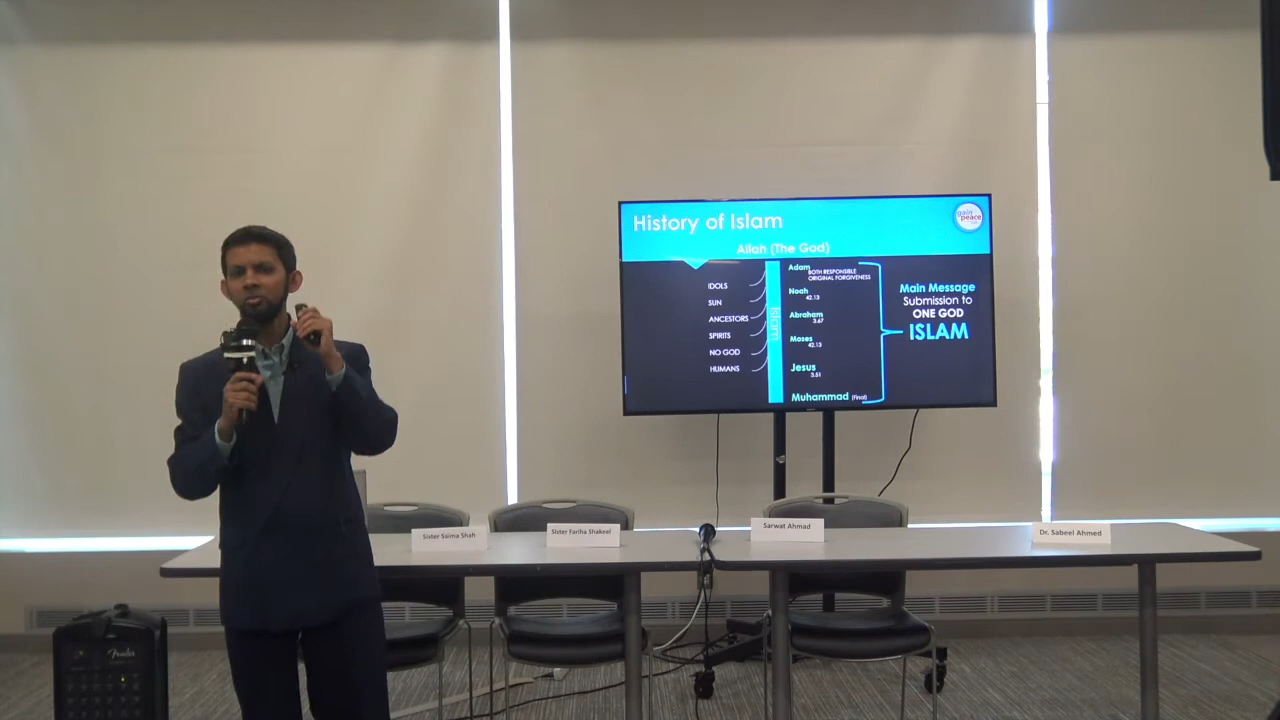 History of Islam
gain peace
Allah (The God)
IDOLS
SUN
ANCESTORS
SPIRITS
NO GOD
HUMANS
Islam
Adam
BOTH RESPONSIBLE
ORIGINAL FORGIVENESS
Noah
42.13
Abraham
3.67
Moses
42.13
Jesus
3.51
Muhammad (Final)
Main Message
Submission to
ONE GOD
ISLAM
Sister Saima Shah
Sister Fariha Shakeel
Sarwat Ahmad
Dr. Sabeel Ahmed
Fender